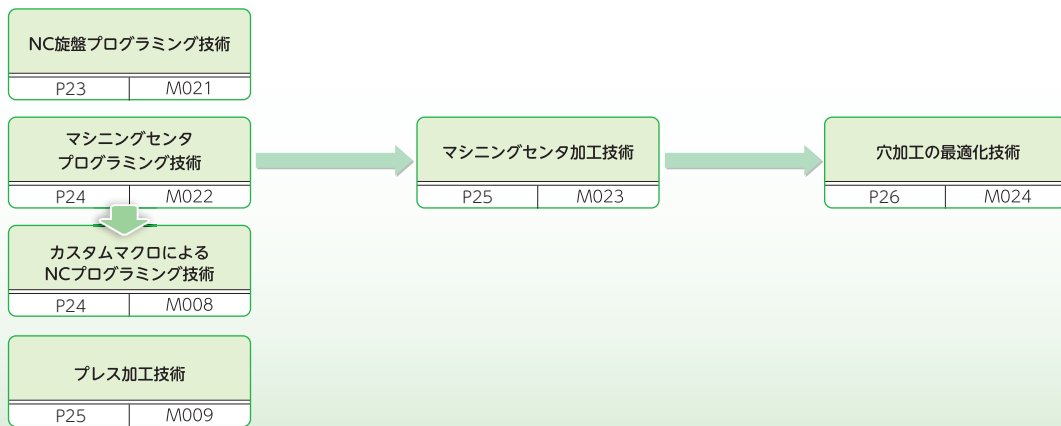 NC旋盤プログラミング技術
P23 M021
マシニングセンタ
プログラミング技術
P24 M022
マシニングセンタ加工技術
P25 M023
穴加工の最適化技術
P26 M024
カスタムマクロによる
NCプログラミング技術
P24 M008
プレス加工技術
P25 M009